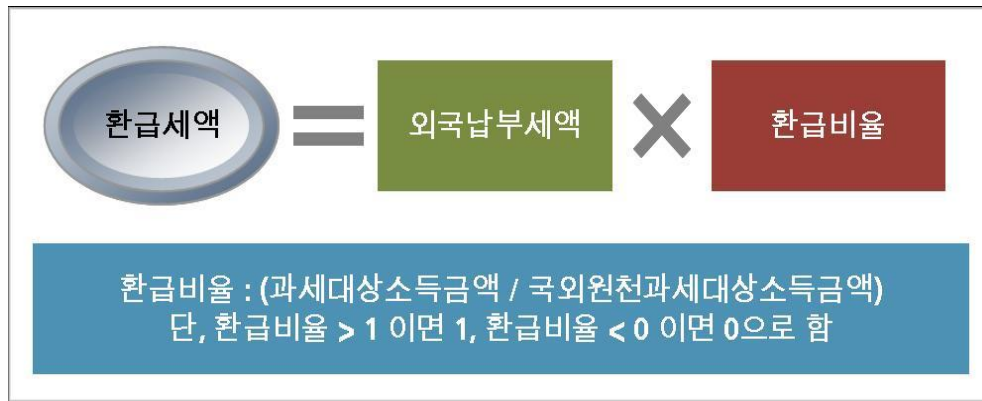 환급세액 = 외국납부세액 × 환급비율
환급비율 : (과세대상소득금액 / 국외원천과세대상소득금액)
단, 환급비율 > 1 이면 1, 환급비율 < 0 이면 0으로 함